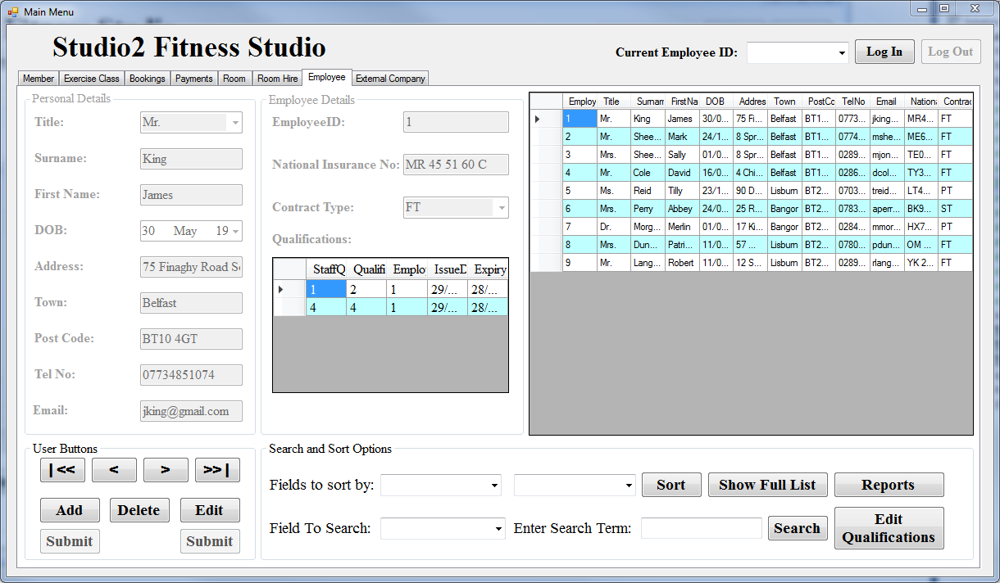 Main Menu
Studio2 Fitness Studio
Current Employee ID:
Log In
Log Out
Member
Exercise Class
Bookings
Payments
Room
Room Hire
Employee
External Company
Personal Details
Title: Mr.
Surname: King
First Name: James
DOB: 30 May 19
Address: 75 Finaghy Road S
Town: Belfast
Post Code: BT10 4GT
Tel No: 07734851074
Email: jking@gmail.com
Employee Details
EmployeeID: 1
National Insurance No: MR 45 51 60 C
Contract Type: FT
Qualifications:
StaffQ Qualifi Emplo IssueD Expiry
1 2 1 29/... 28/...
4 4 1 29/... 28/...
Employ Title Surnam FirstNa DOB Addres Town PostCo TelNo Email Nationa Contrac
1 Mr. King James 30/0... 75 Fi... Belfast BT1... 0773... jking... MR4... FT
2 Mr. Shee... Mark 24/1... 8 Spr... Belfast BT1... 0774... mshe... ME6... FT
3 Mrs. Shee... Sally 01/0... 8 Spr... Belfast BT1... 0289... mjon... TE0... FT
4 Mr. Cole David 16/0... 4 Chi... Belfast BT1... 0286... dcol... TY3... FT
5 Ms. Reid Tilly 23/1... 90 D... Lisburn BT2... 0703... treid... LT4... PT
6 Mrs. Perry Abbey 24/0... 25 R... Bangor BT2... 0783... aperr... BK9... ST
7 Dr. Morg... Merlin 01/0... 17 Ki... Bangor BT2... 0284... mmor... HX7... PT
8 Mrs. Dun... Patri... 11/0... 57 ... Lisburn BT2... 0780... pdun... OM ... FT
9 Mr. Lang... Robert 11/0... 12 S... Lisburn BT2... 0289... rlang... YK 2... FT
User Buttons
|<< < > >>|
Add Delete Edit
Submit Submit
Search and Sort Options
Fields to sort by: Sort Show Full List Reports
Field To Search: Enter Search Term: Search Edit Qualifications